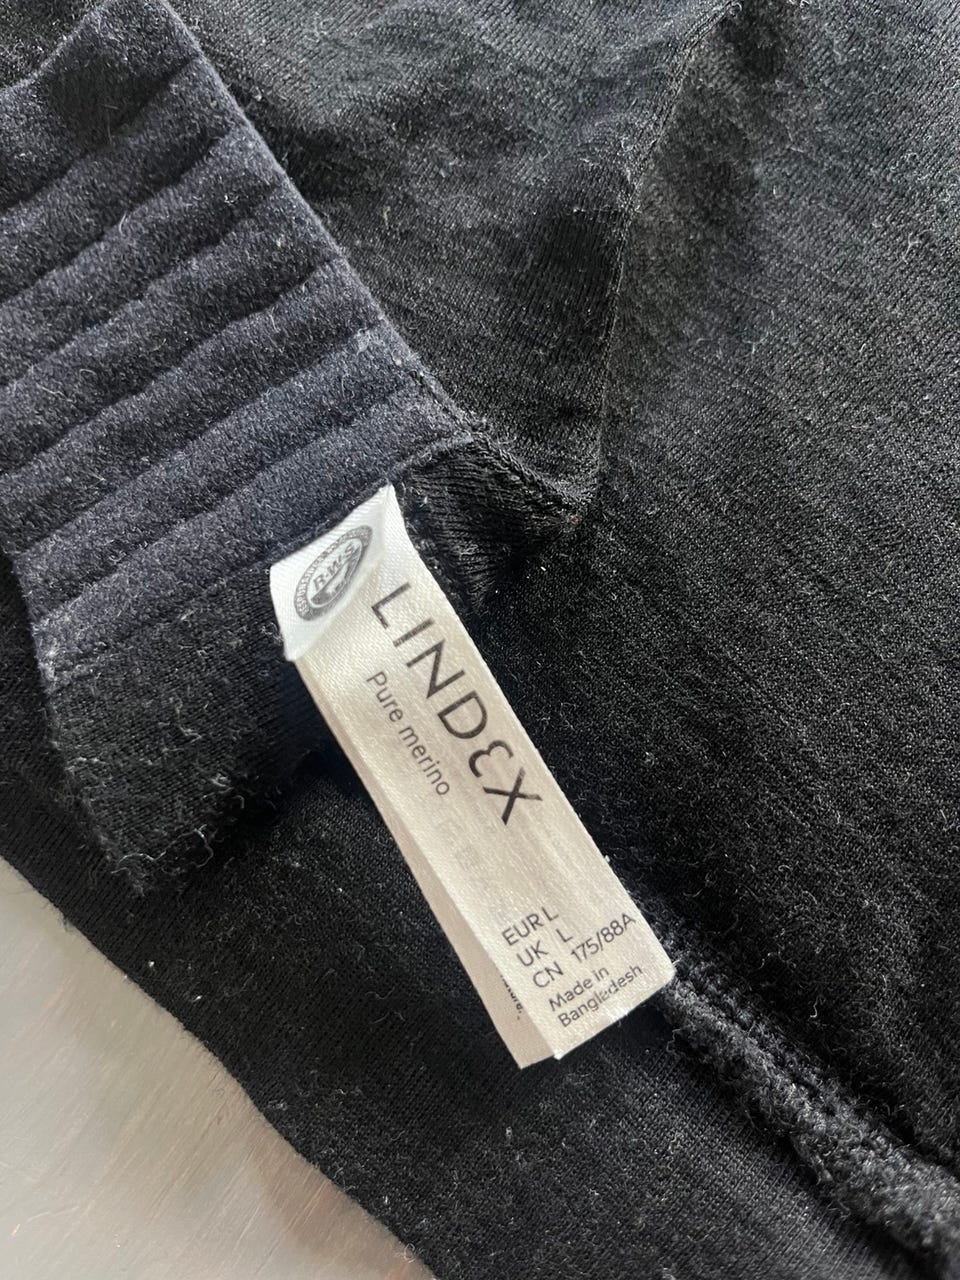 R·W·S
LINDEX
Pure merino
EUR L
UK L
CN 175/88A
Made in
Bangladesh